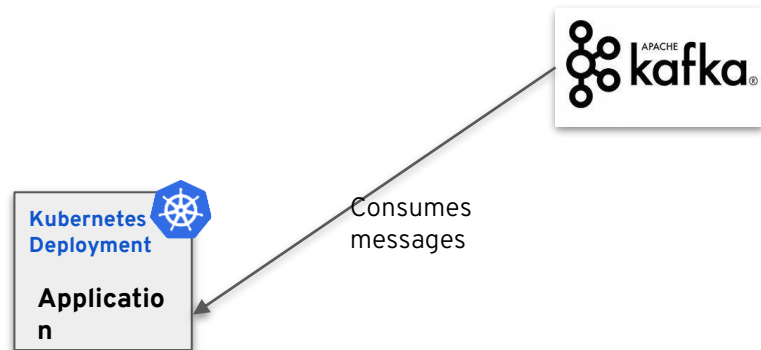 APACHE
kafka®
Kubernetes
Deployment
Consumes
messages
Applicatio
n